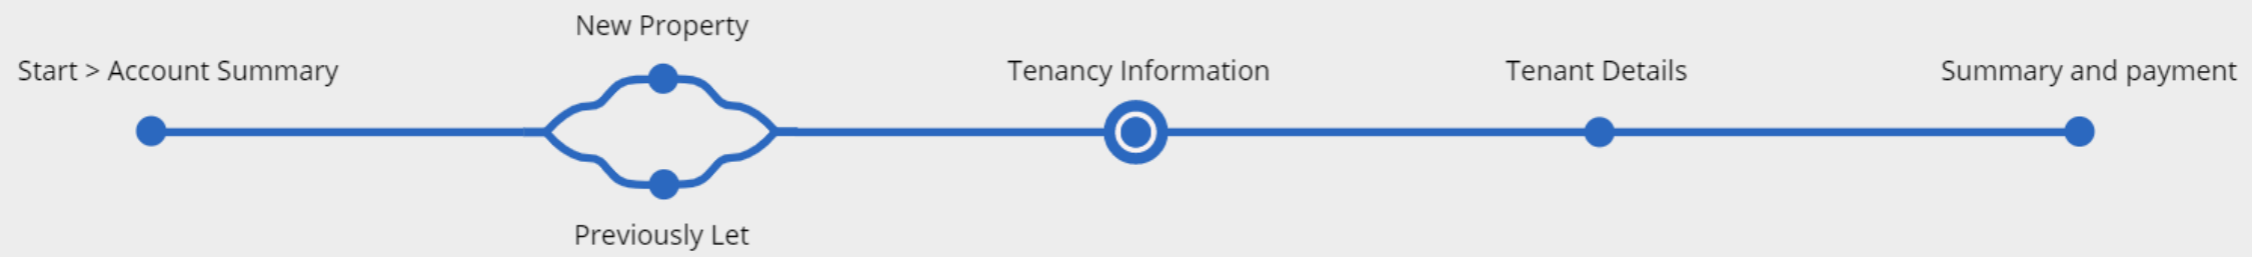 Start > Account Summary
New Property
Previously Let
Tenancy Information
Tenant Details
Summary and payment